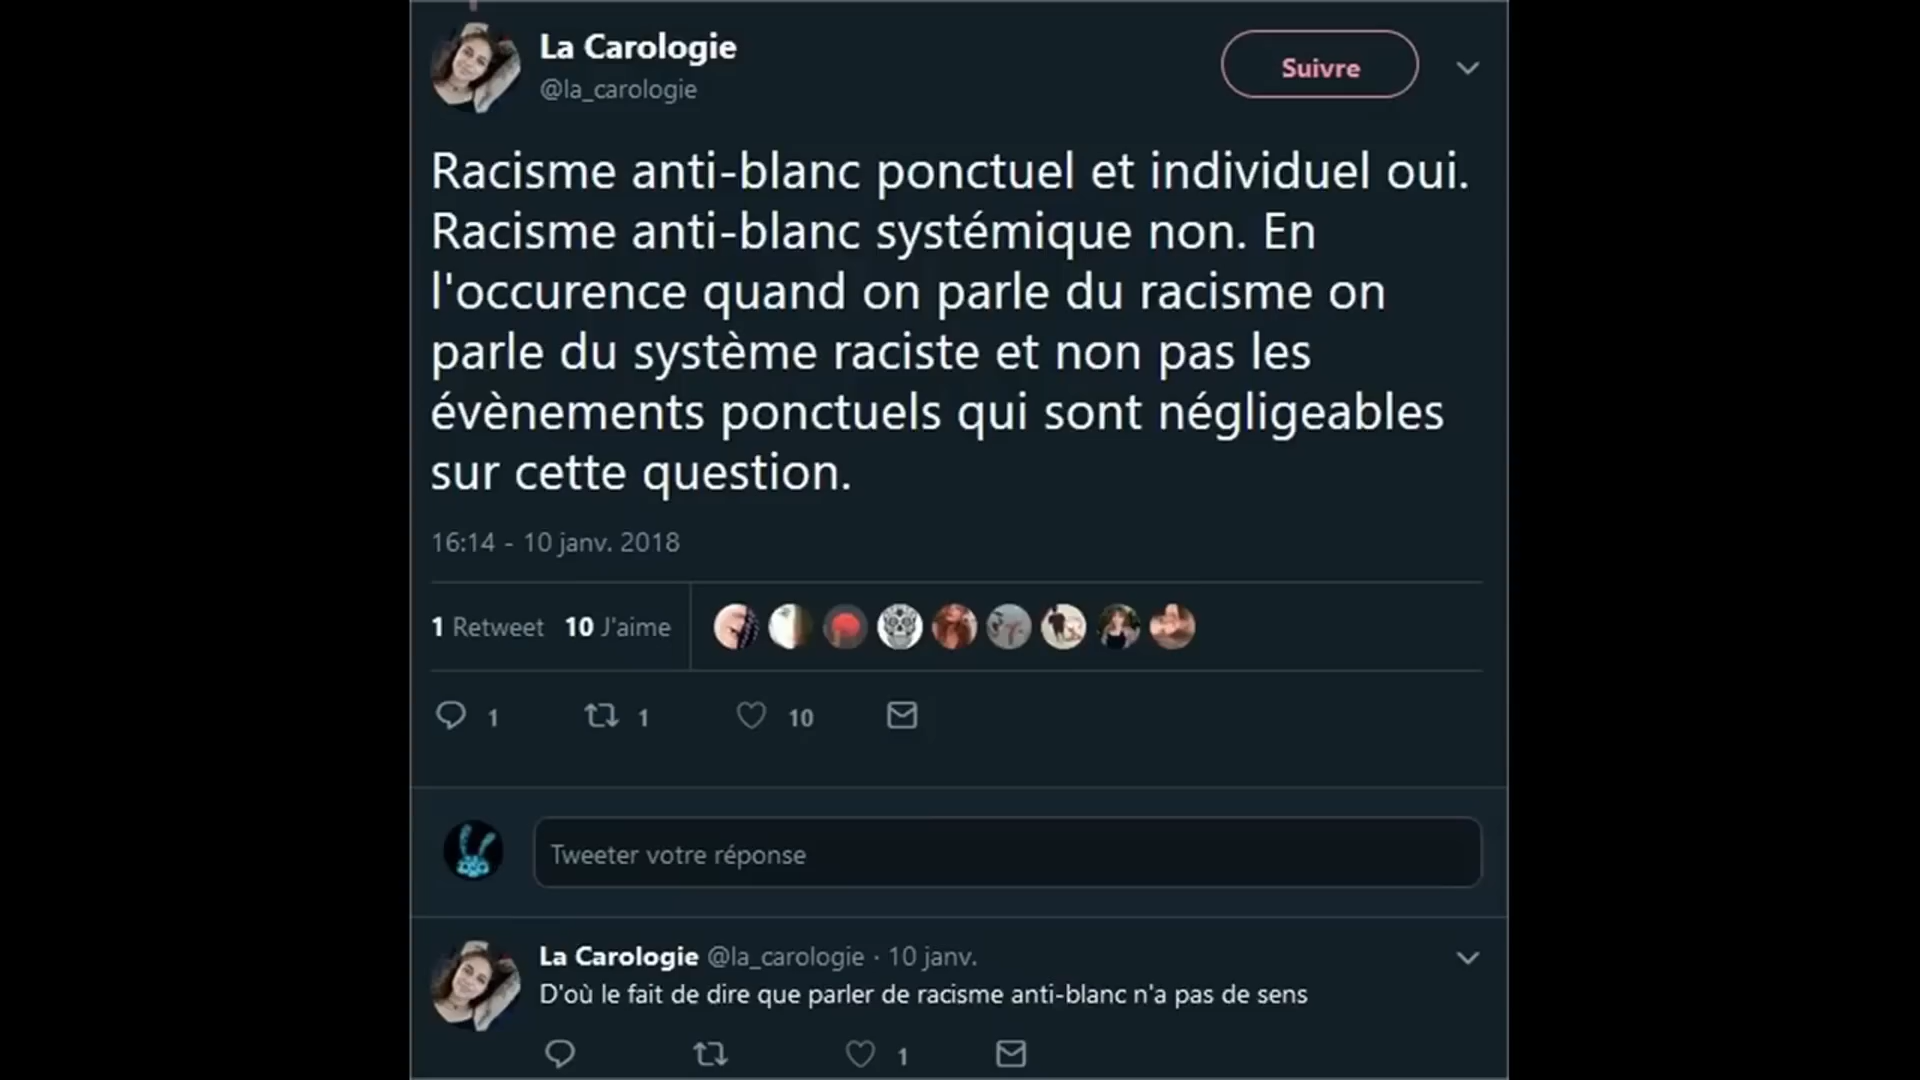 La Carologie
@la_carologie
Suivre
Racisme anti-blanc ponctuel et individuel oui.
Racisme anti-blanc systémique non. En
l'occurence quand on parle du racisme on
parle du système raciste et non pas les
évènements ponctuels qui sont négligeables
sur cette question.
16:14 - 10 janv. 2018
1 Retweet 10 J'aime
1 1 10
Tweeter votre réponse
La Carologie @la_carologie · 10 janv.
D'où le fait de dire que parler de racisme anti-blanc n'a pas de sens
1